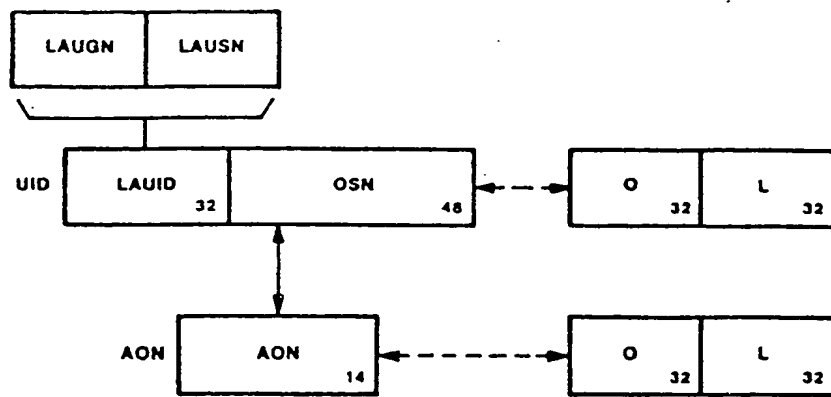 LAUGN LAUSN
UID LAUID 32 OSN 48 O 32 L 32
AON AON 14 O 32 L 32